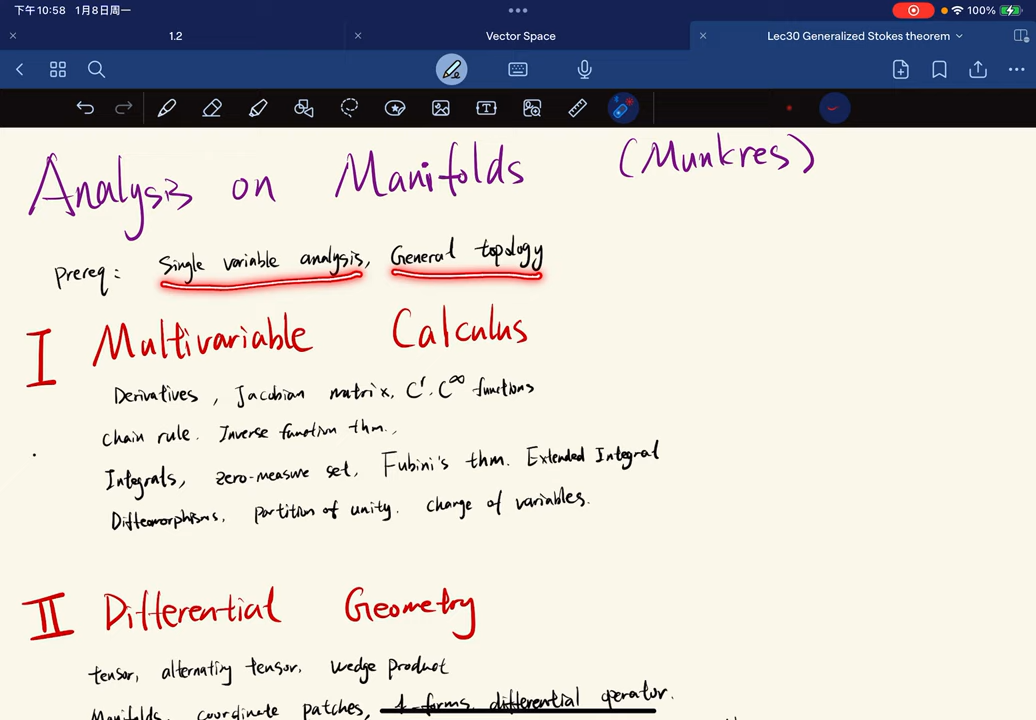 下午10:58 1月8日周一
100%
1.2
Vector Space
Lec30 Generalized Stokes theorem
Analysis on Manifolds (Munkres)
Prereq: Single variable analysis, General topology
I Multivariable Calculus
Derivatives, Jacobian matrix, C^r. C^∞ functions
chain rule. Inverse function thm.,
Integrals, zero-measure set, Fubini's thm. Extended Integral
Diffeomorphisms, partition of unity. change of variables.
II Differential Geometry
tensor, alternating tensor, wedge product
Manifolds, coordinate patches, k-forms, differential operator.